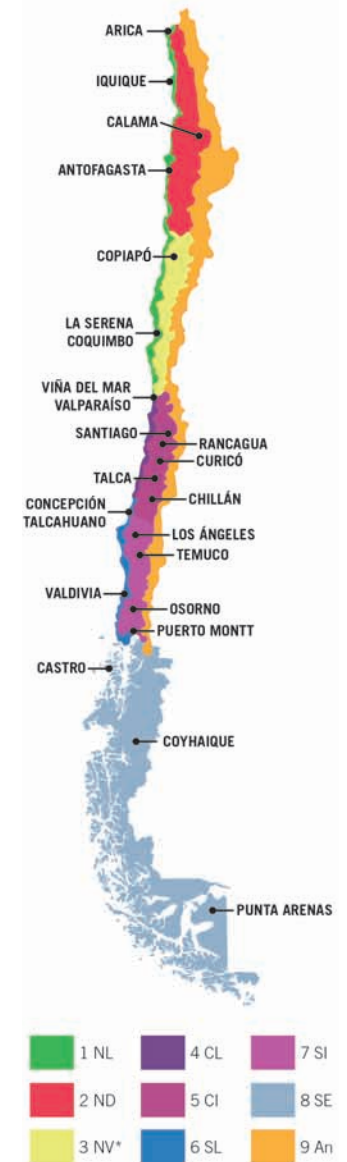 ARICA
IQUIQUE
CALAMA
ANTOFAGASTA
COPIAPÓ
LA SERENA
COQUIMBO
VIÑA DEL MAR
VALPARAÍSO
SANTIAGO
RANCAGUA
CURICÓ
TALCA
CHILLÁN
CONCEPCIÓN
TALCAHUANO
LOS ÁNGELES
TEMUCO
VALDIVIA
OSORNO
PUERTO MONTT
CASTRO
COYHAIQUE
PUNTA ARENAS
1 NL
4 CL
7 SI
2 ND
5 CI
8 SE
3 NV*
6 SL
9 An